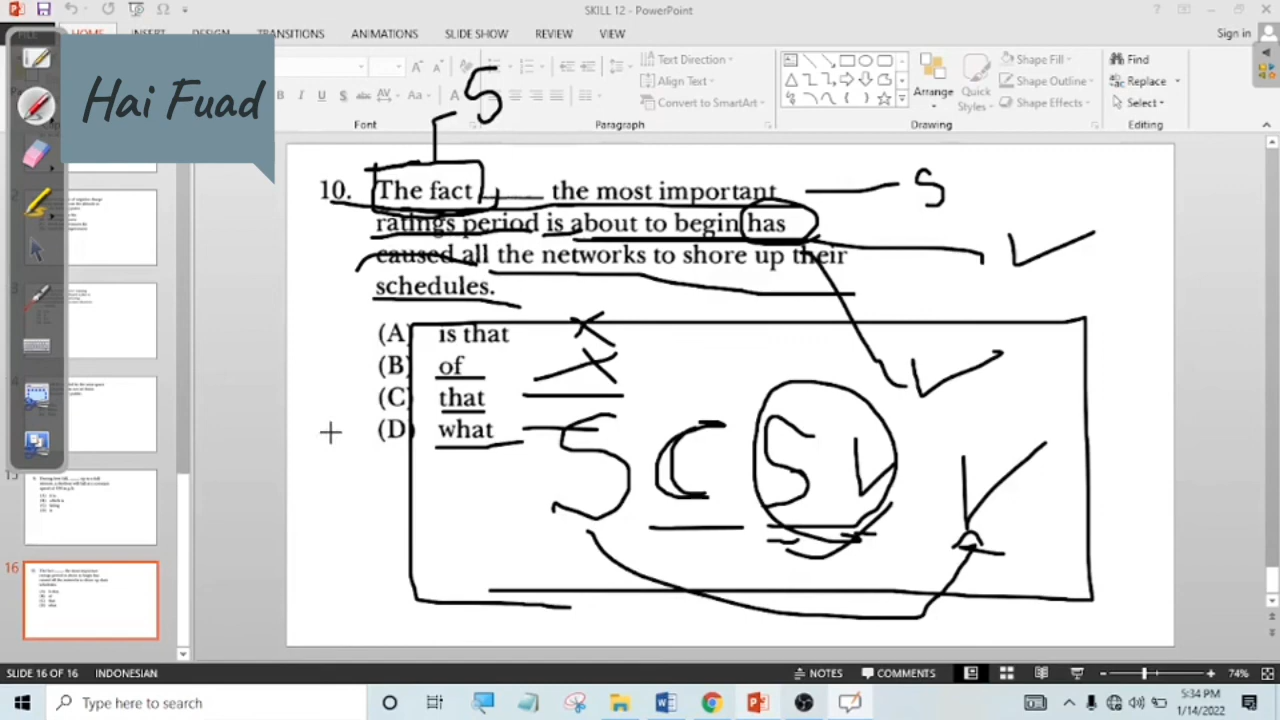 SKILL 12 - PowerPoint
?
FILE HOME INSERT DESIGN TRANSITIONS ANIMATIONS SLIDE SHOW REVIEW VIEW Sign in
Hai Fuad
Text Direction
Align Text
Convert to SmartArt
Arrange
Quick Styles
Shape Fill
Shape Outline
Shape Effects
Find
Replace
Select
Font Paragraph Drawing Editing
5
10. The fact ____ the most important
S
ratings period is about to begin has
caused all the networks to shore up their
schedules.
(A) is that
(B) of
(C) that
(D) what
S C S V V
16
SLIDE 16 OF 16 INDONESIAN NOTES COMMENTS 74%
Type here to search
5:34 PM
1/14/2022